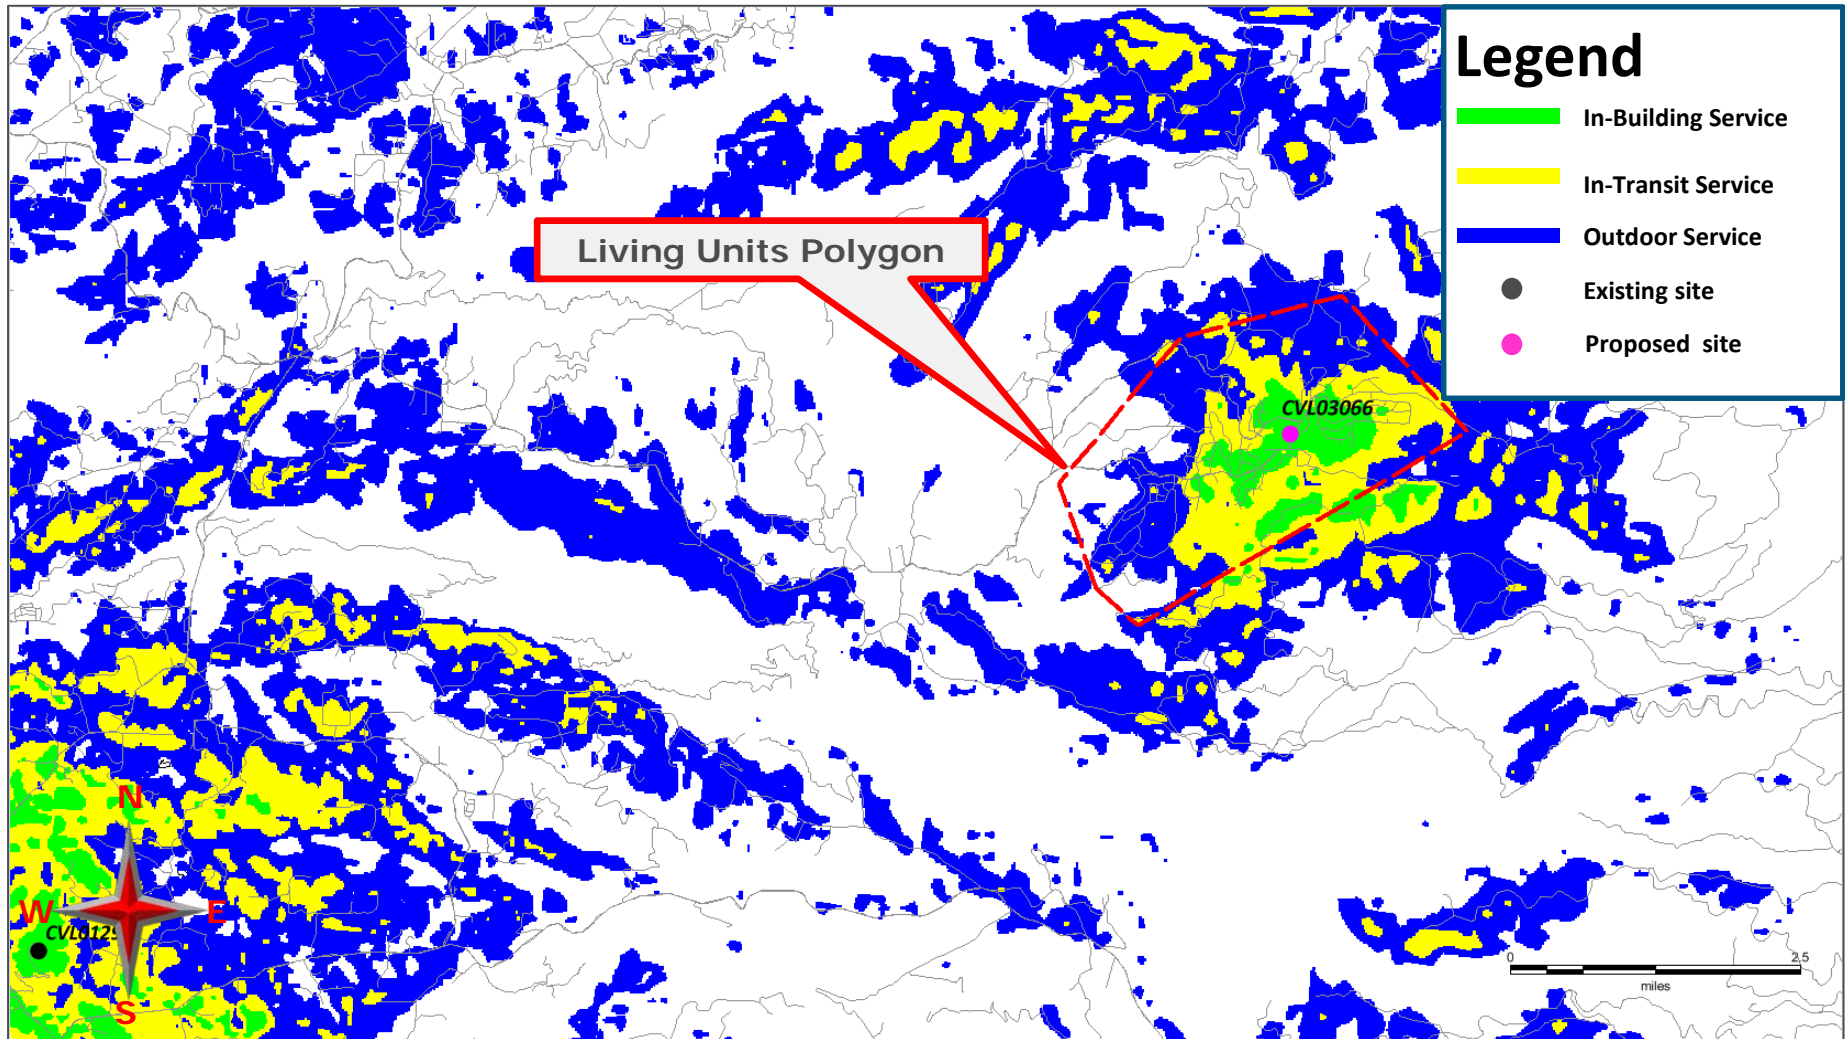 Legend
In-Building Service
In-Transit Service
Outdoor Service
Existing site
Proposed site
Living Units Polygon
CVL03066
N
W
E
S
0
2.5
miles